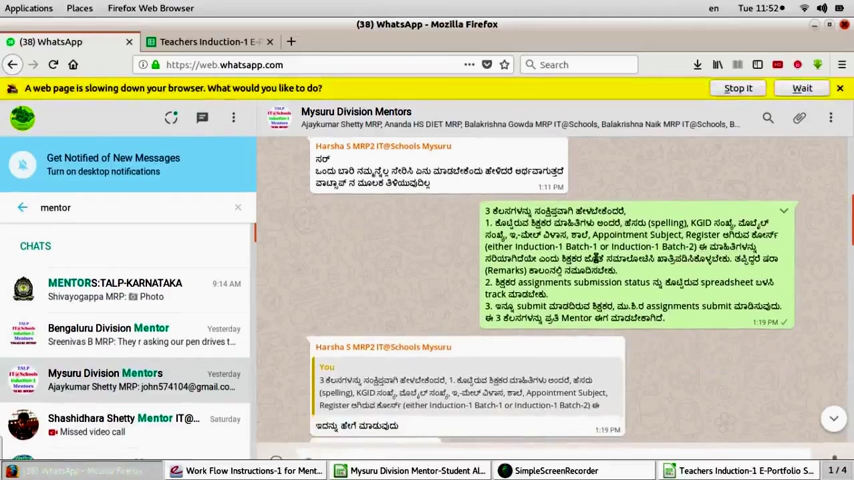 Applications Places Firefox Web Browser en Tue 11:52
(38) WhatsApp - Mozilla Firefox
(38) WhatsApp Teachers Induction-1 E-P
https://web.whatsapp.com Search
A web page is slowing down your browser. What would you like to do? Stop it Wait
Get Notified of New Messages
Turn on desktop notifications
mentor
CHATS
MENTORS:TALP-KARNATAKA 9:14 AM
Shivayogappa MRP: Photo
Bengaluru Division Mentor Yesterday
Sreenivas B MRP: They r asking our pen drives t...
Mysuru Division Mentors Yesterday
Ajaykumar Shetty MRP: john574104@gmail.co...
Shashidhara Shetty Mentor IT@... Saturday
Missed video call
Mysuru Division Mentors
Ajaykumar Shetty MRP, Ananda HS DIET MRP, Balakrishna Gowda MRP IT@Schools, Balakrishna Naik MRP IT@Schools, B...
Harsha S MRP2 IT@Schools Mysuru
ಸರ್
ಒಂದು ಬಾರಿ ನಮ್ಮನ್ನೆಲ್ಲ ಸೇರಿಸಿ ಏನು ಮಾಡಬೇಕೆಂದು ಹೇಳಿದರೆ ಅರ್ಥವಾಗುತ್ತದೆ
ವಾಟ್ಸಾಪ್ ನ ಮೂಲಕ ತಿಳಿಯುವುದಿಲ್ಲ 1:11 PM
3 ಕೆಲಸಗಳನ್ನು ಸಂಕ್ಷಿಪ್ತವಾಗಿ ಹೇಳಬೇಕೆಂದರೆ,
1. ಕೊಟ್ಟಿರುವ ಶಿಕ್ಷಕರ ಮಾಹಿತಿಗಳು ಅಂದರೆ, ಹೆಸರು (spelling), KGID ಸಂಖ್ಯೆ, ಮೊಬೈಲ್
ಸಂಖ್ಯೆ, ಇ-ಮೇಲ್ ವಿಳಾಸ, ಶಾಲೆ, Appointment Subject, Register ಆಗಿರುವ ಕೋರ್ಸ್
(either Induction-1 Batch-1 or Induction-1 Batch-2) ಈ ಮಾಹಿತಿಗಳನ್ನು
ಸರಿಯಾಗಿದೆಯೇ ಎಂದು ಶಿಕ್ಷಕರ ಜೊತೆ ಸಮಾಲೋಚಿಸಿ ಖಾತ್ರಿಪಡಿಸಿಕೊಳ್ಳಬೇಕು. ತಪ್ಪಿದ್ದರೆ ಷರಾ
(Remarks) ಕಾಲಂನಲ್ಲಿ ನಮೂದಿಸಬೇಕು.
2. ಶಿಕ್ಷಕರ assignments submission status ನ್ನು ಕೊಟ್ಟಿರುವ spreadsheet ಬಳಸಿ
track ಮಾಡಬೇಕು.
3. ಇನ್ನೂ submit ಮಾಡದಿರುವ ಶಿಕ್ಷಕರ, ಮು.ಶಿ.ರ assignments submit ಮಾಡಿಸುವುದು.
ಈ 3 ಕೆಲಸಗಳನ್ನು ಪ್ರತಿ Mentor ಈಗ ಮಾಡಬೇಕಾಗಿದೆ. 1:19 PM
Harsha S MRP2 IT@Schools Mysuru
You
3 ಕೆಲಸಗಳನ್ನು ಸಂಕ್ಷಿಪ್ತವಾಗಿ ಹೇಳಬೇಕೆಂದರೆ, 1. ಕೊಟ್ಟಿರುವ ಶಿಕ್ಷಕರ ಮಾಹಿತಿಗಳು ಅಂದರೆ, ಹೆಸರು
(spelling), KGID ಸಂಖ್ಯೆ, ಮೊಬೈಲ್ ಸಂಖ್ಯೆ, ಇ-ಮೇಲ್ ವಿಳಾಸ, ಶಾಲೆ, Appointment Subject,
Register ಆಗಿರುವ ಕೋರ್ಸ್ (either Induction-1 Batch-1 or Induction-1 Batch-2) ಈ
ಇದನ್ನು ಹೇಗೆ ಮಾಡುವುದು 1:19 PM
(38) WhatsApp - Mozilla Firefox Work Flow Instructions-1 for Ment... Mysuru Division Mentor-Student Al... SimpleScreenRecorder Teachers Induction-1 E-Portfolio S... 1 / 4